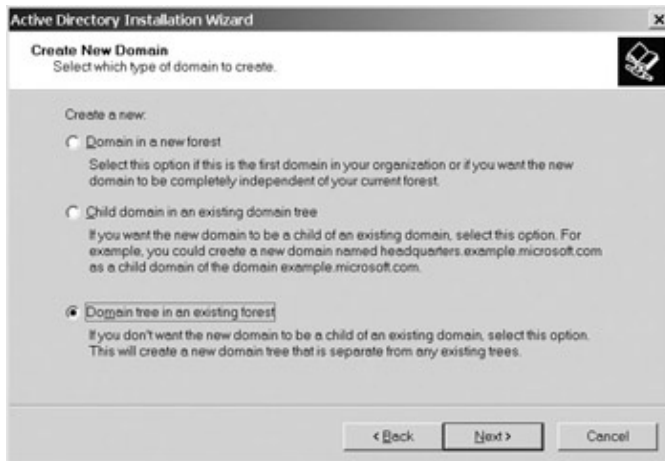 Active Directory Installation Wizard
Create New Domain
Select which type of domain to create.
Create a new:
Domain in a new forest
Select this option if this is the first domain in your organization or if you want the new
domain to be completely independent of your current forest.
Child domain in an existing domain tree
If you want the new domain to be a child of an existing domain, select this option. For
example, you could create a new domain named headquarters.example.microsoft.com
as a child domain of the domain example.microsoft.com.
Domain tree in an existing forest
If you don't want the new domain to be a child of an existing domain, select this option.
This will create a new domain tree that is separate from any existing trees.
< Back Next > Cancel